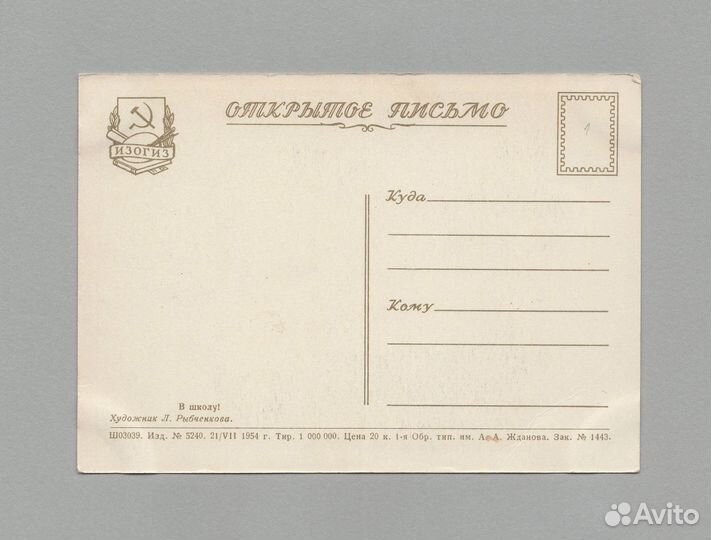 ОТКРЫТОЕ ПИСЬМО
ИЗОГИЗ
1
Куда
Кому
В школу!
Художник Л. Рыбченкова.
Ш03039. Изд. № 5240. 21/VII 1954 г. Тир. 1 000 000. Цена 20 к. 1-я Обр. тип. им. А. А. Жданова. Зак. № 1443.
Avito